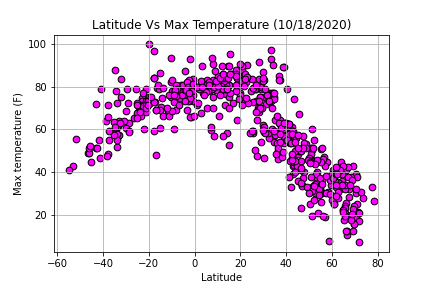 Latitude Vs Max Temperature (10/18/2020)
100
80
60
40
20
Max temperature (F)
−60 −40 −20 0 20 40 60 80
Latitude